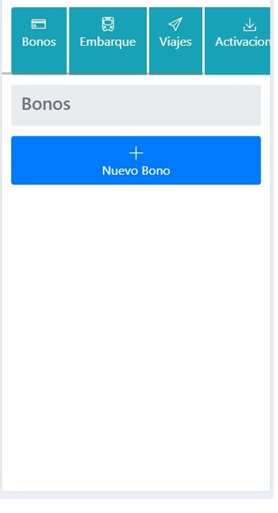 Bonos
Embarque
Viajes
Activacion
Bonos
Nuevo Bono